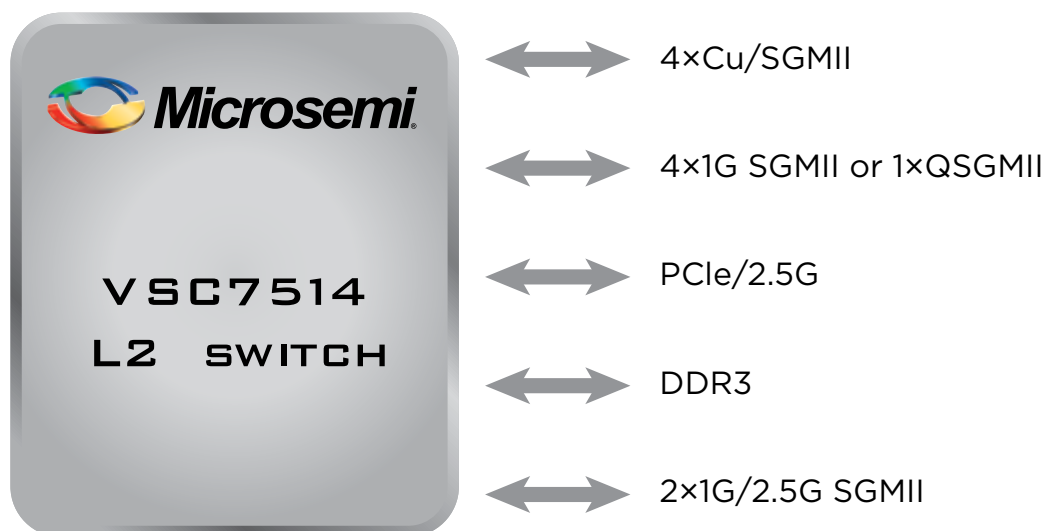 Microsemi®
VSC7514
L2 SWITCH
4×Cu/SGMII
4×1G SGMII or 1×QSGMII
PCIe/2.5G
DDR3
2×1G/2.5G SGMII